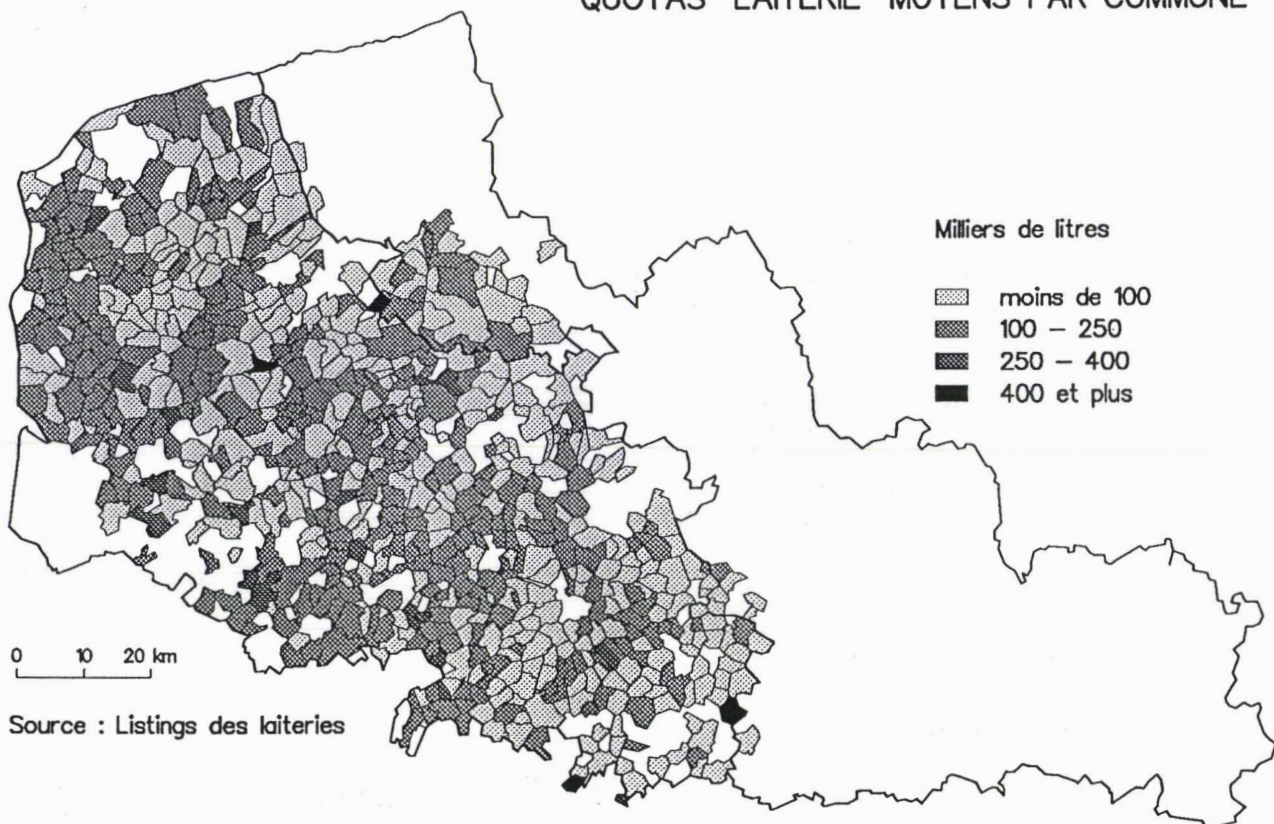 QUOTAS "LAITERIE" MOYENS PAR COMMUNE
Milliers de litres
moins de 100
100 – 250
250 – 400
400 et plus
0 10 20 km
Source : Listings des laiteries